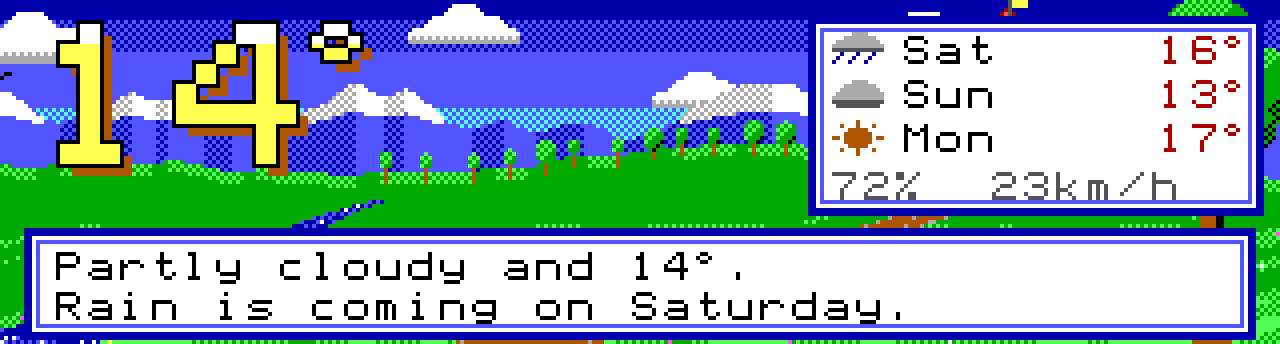 14°
Sat 16°
Sun 13°
Mon 17°
72% 23km/h
Partly cloudy and 14°.
Rain is coming on Saturday.